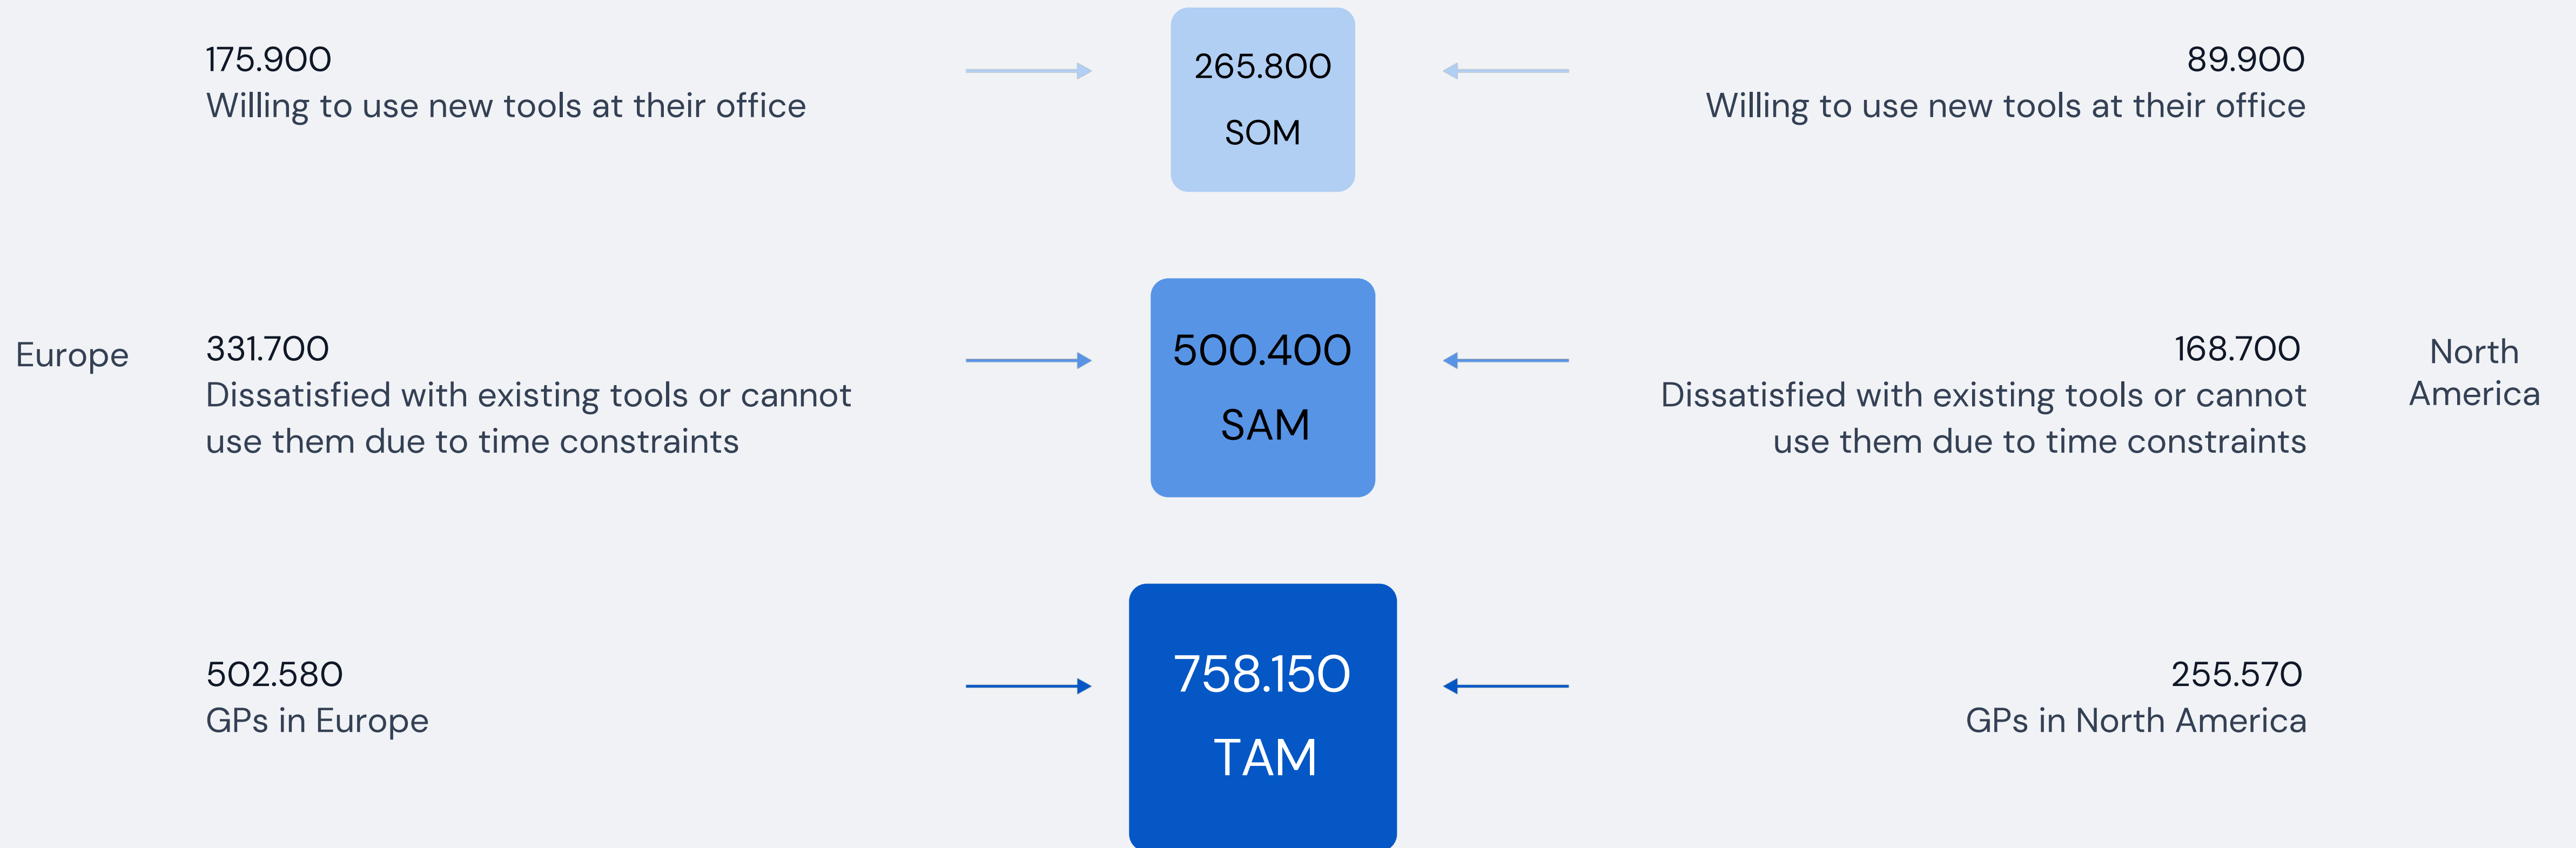 175.900
Willing to use new tools at their office
265.800
SOM
89.900
Willing to use new tools at their office
Europe
331.700
Dissatisfied with existing tools or cannot
use them due to time constraints
500.400
SAM
168.700
Dissatisfied with existing tools or cannot
use them due to time constraints
North
America
502.580
GPs in Europe
758.150
TAM
255.570
GPs in North America